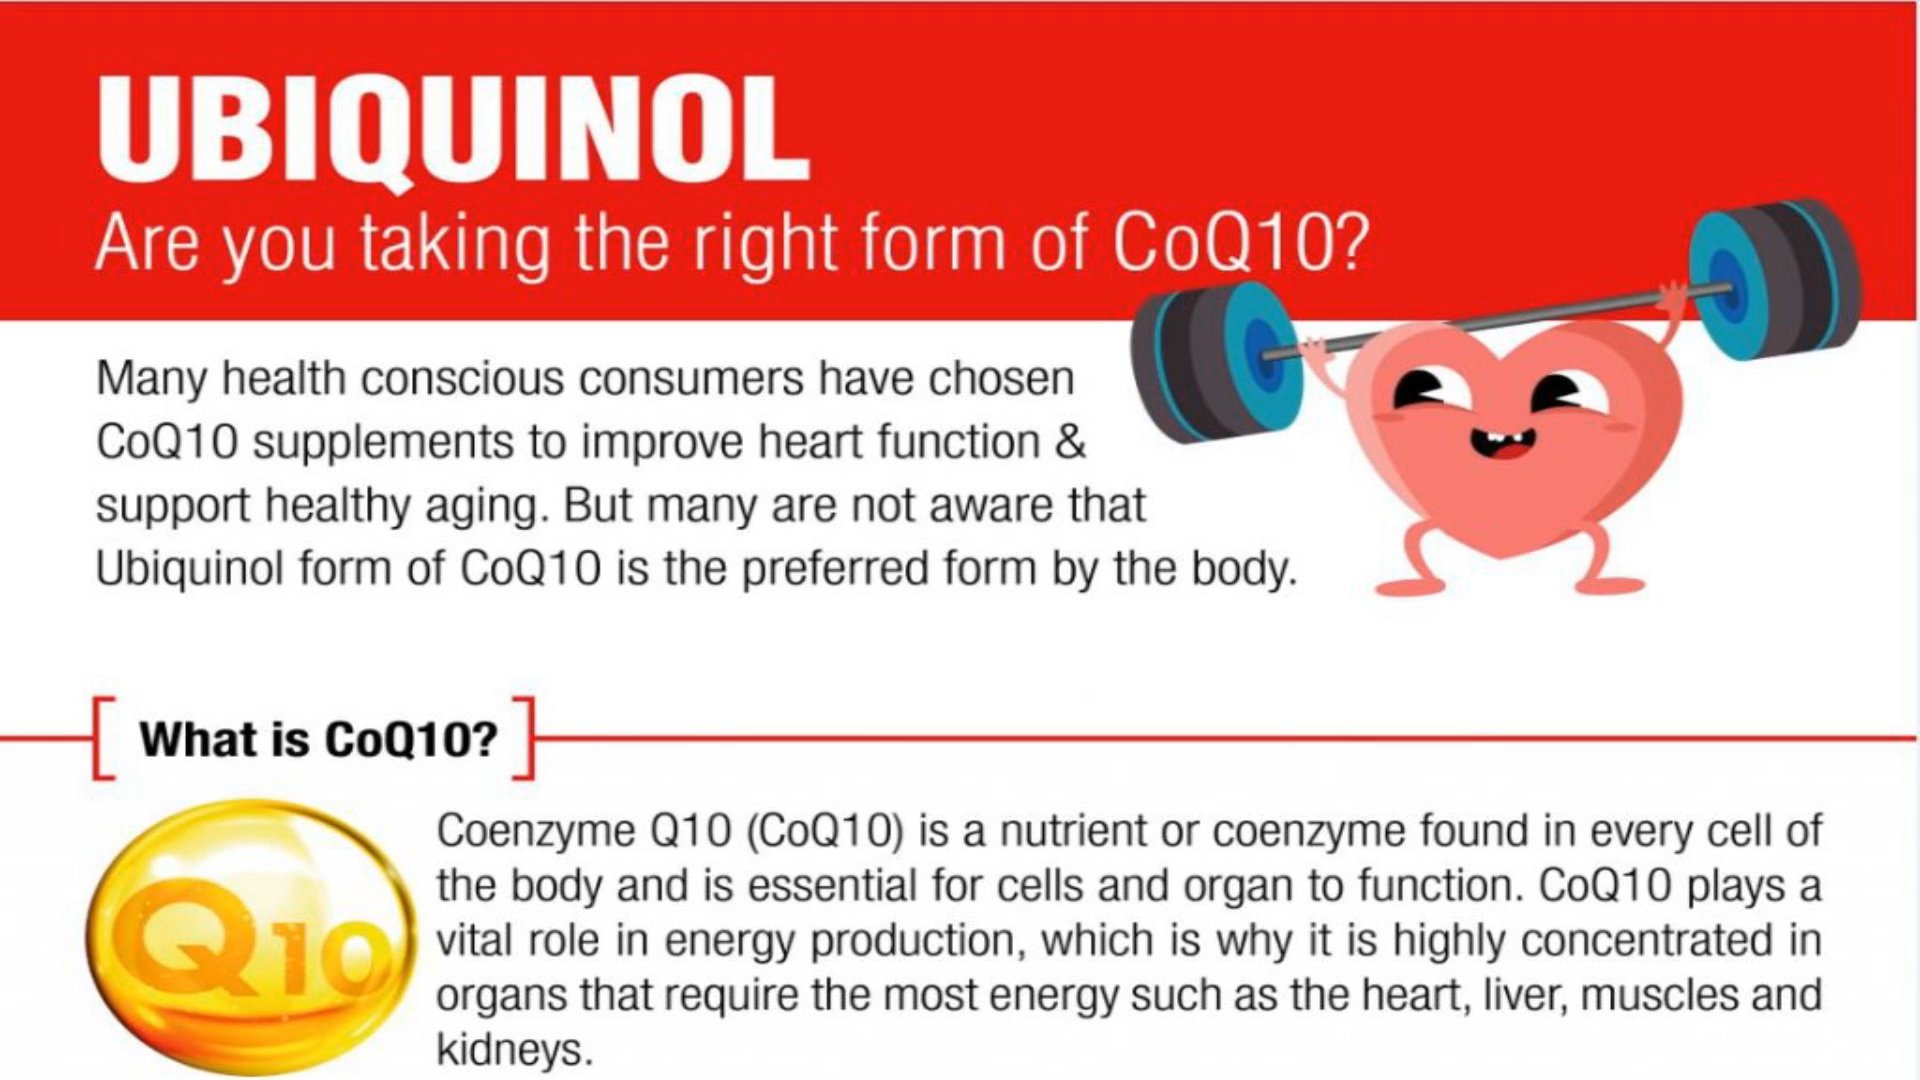 UBIQUINOL
Are you taking the right form of CoQ10?
Many health conscious consumers have chosen
CoQ10 supplements to improve heart function &
support healthy aging. But many are not aware that
Ubiquinol form of CoQ10 is the preferred form by the body.
What is CoQ10?
Q10
Coenzyme Q10 (CoQ10) is a nutrient or coenzyme found in every cell of
the body and is essential for cells and organ to function. CoQ10 plays a
vital role in energy production, which is why it is highly concentrated in
organs that require the most energy such as the heart, liver, muscles and
kidneys.